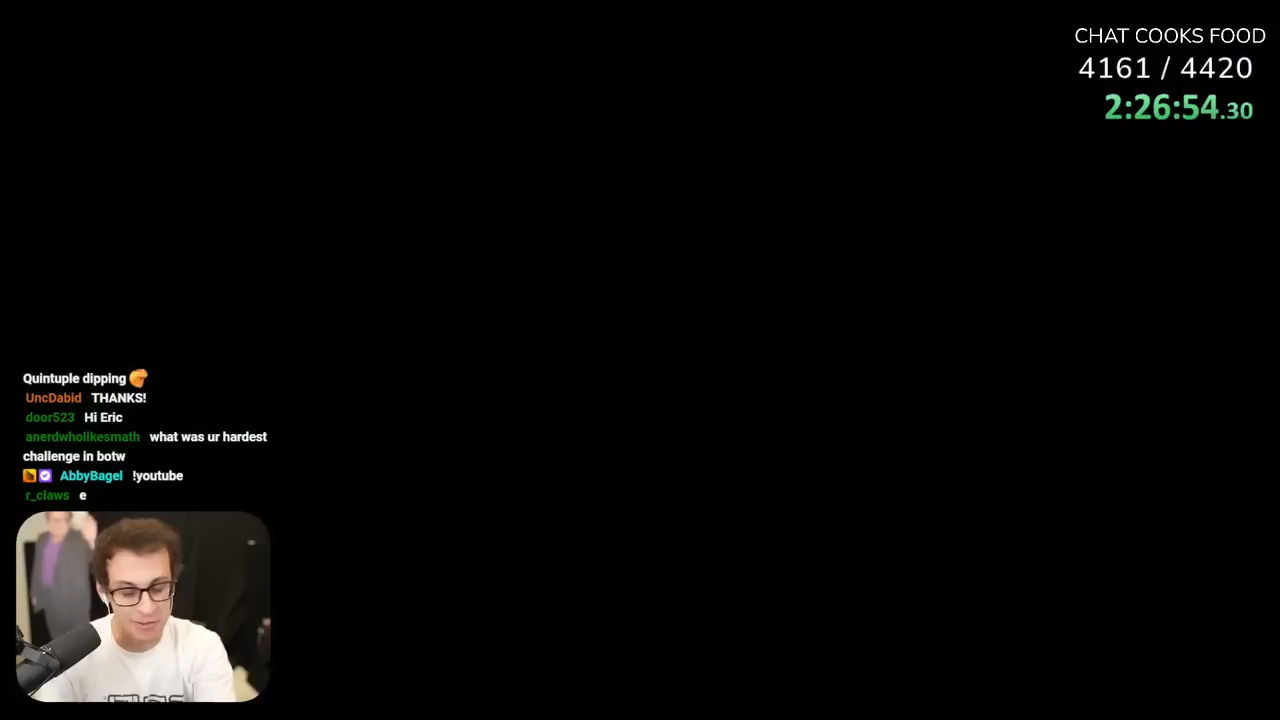 CHAT COOKS FOOD
4161 / 4420
2:26:54.30
Quintuple dipping
UncDabid THANKS!
door523 Hi Eric
anerdwholikesmath what was ur hardest
challenge in botw
AbbyBagel !youtube
r_claws e